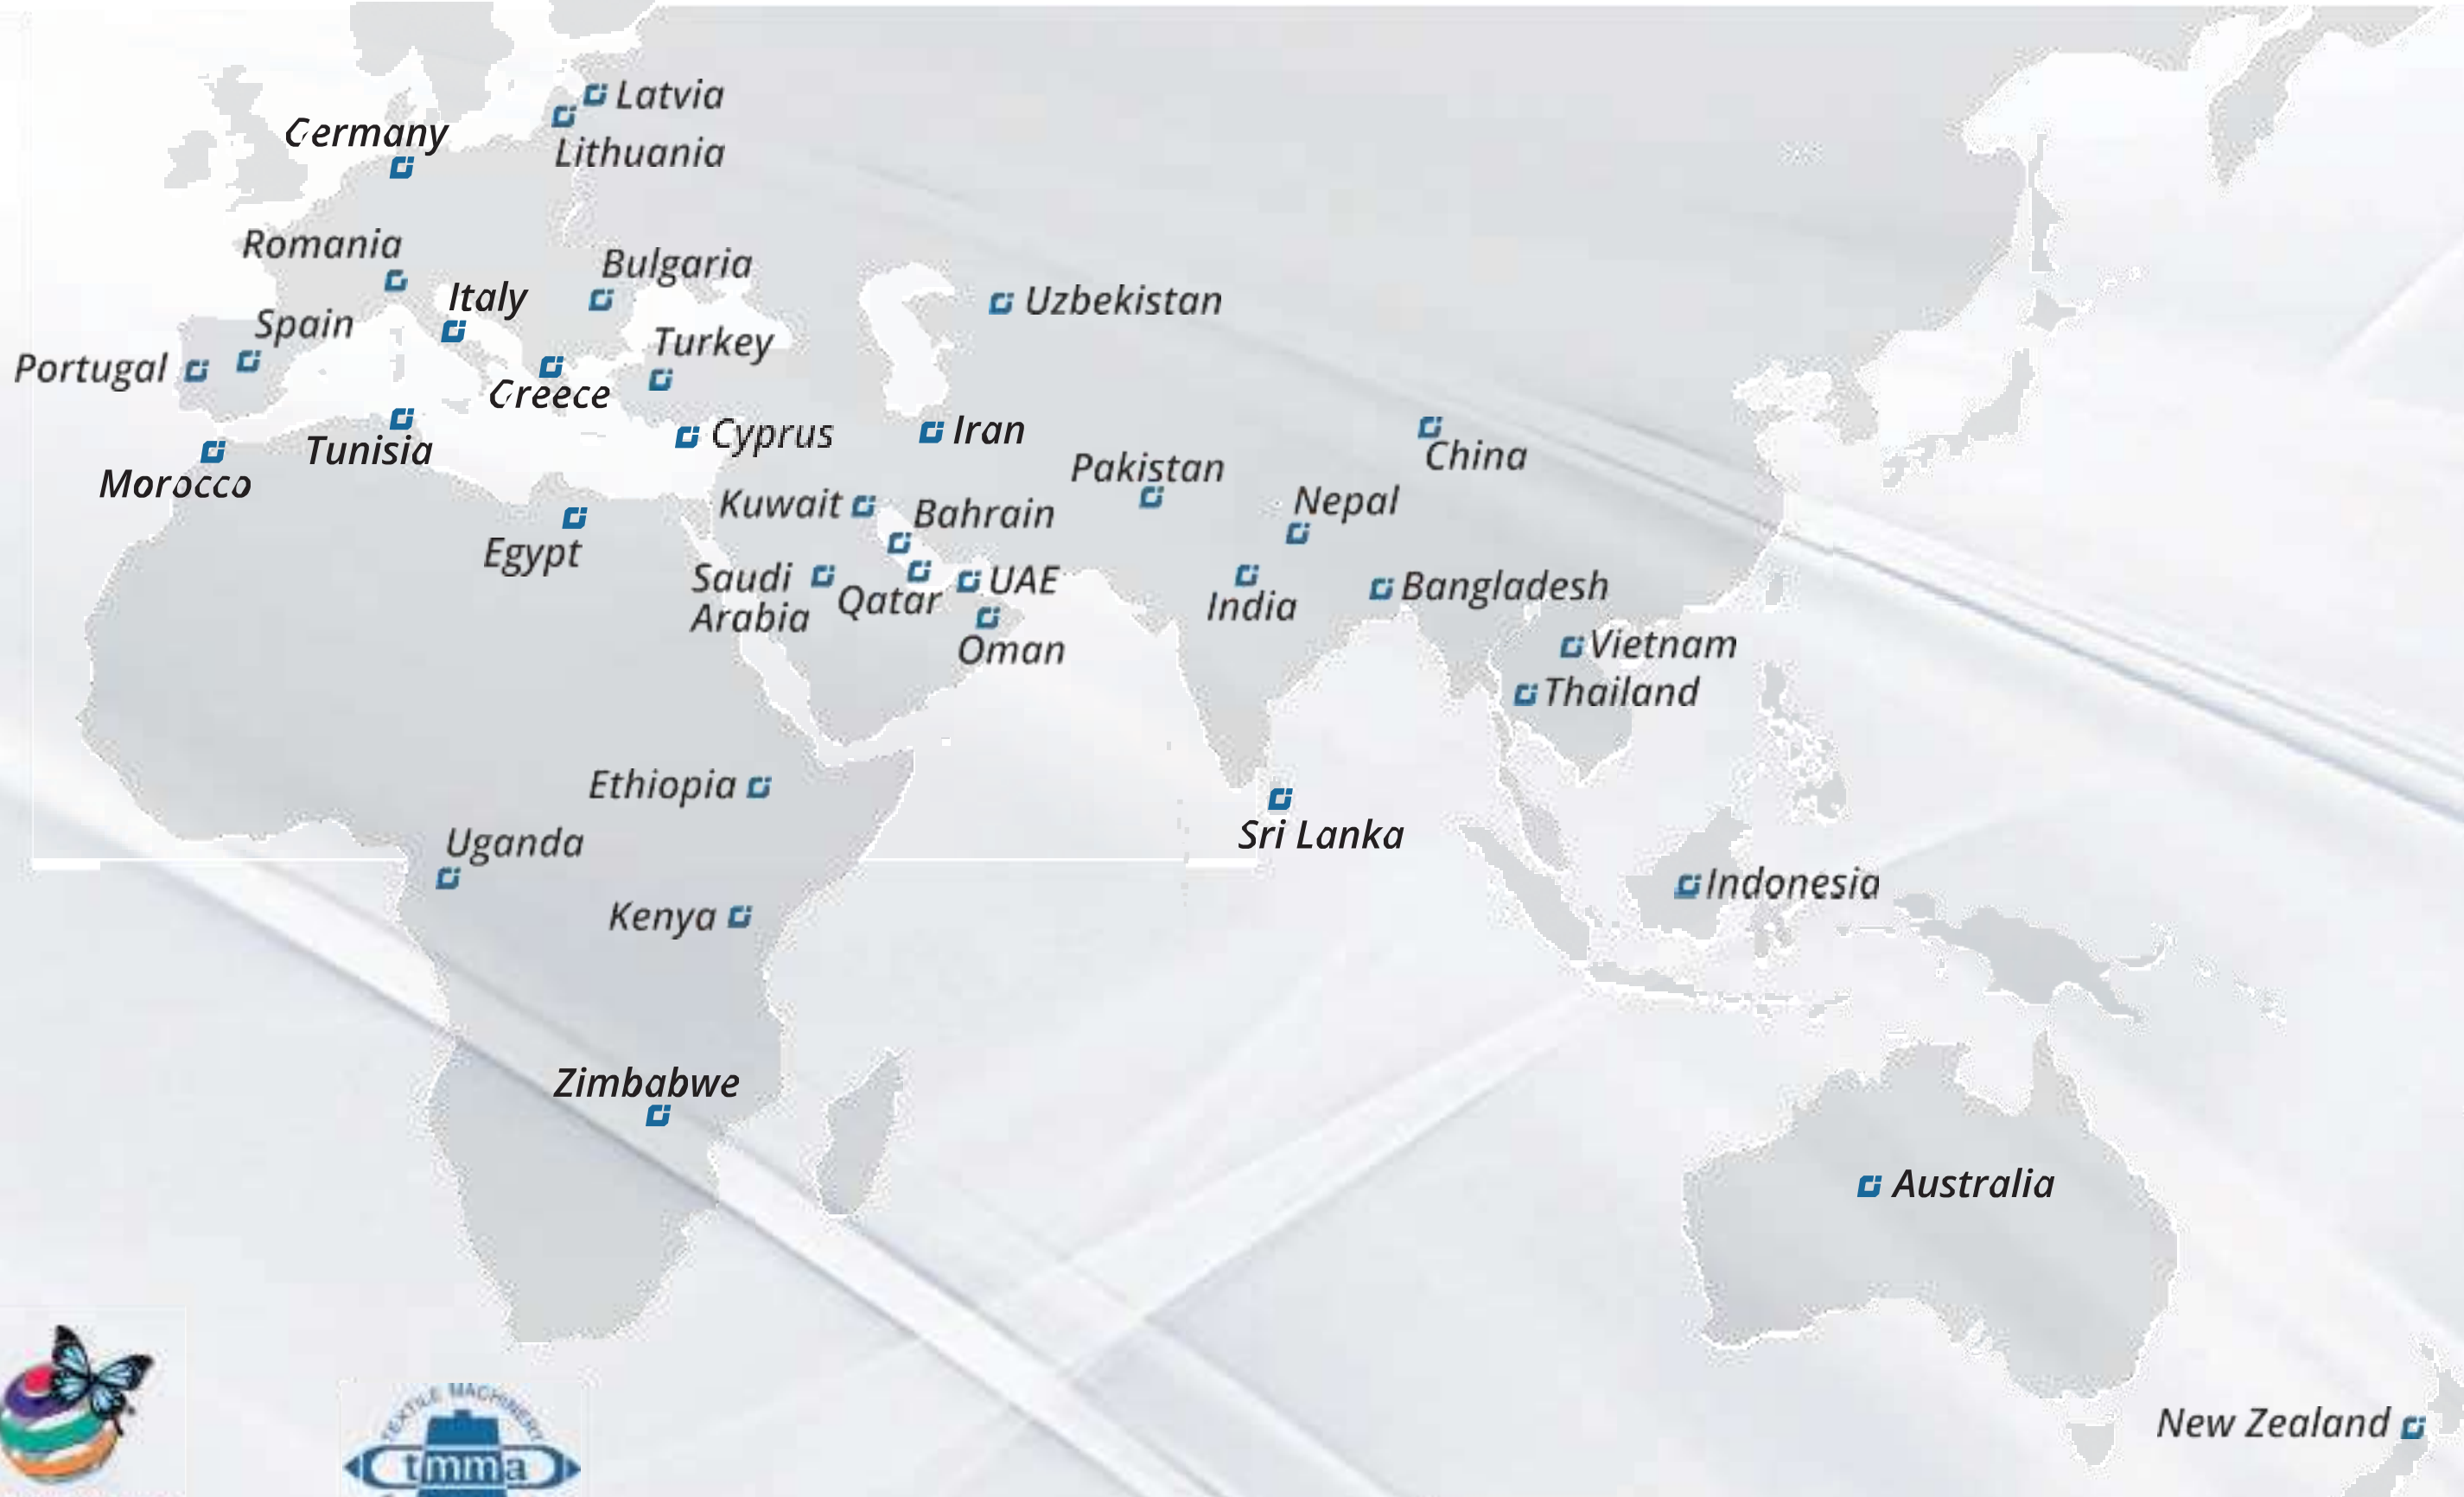 Latvia
Germany
Lithuania
Romania
Bulgaria
Italy
Uzbekistan
Spain
Turkey
Portugal
Greece
Iran
Cyprus
Tunisia
China
Pakistan
Morocco
Kuwait
Nepal
Bahrain
Egypt
Saudi
Arabia
UAE
Bangladesh
Qatar
India
Oman
Vietnam
Thailand
Ethiopia
Sri Lanka
Uganda
Indonesia
Kenya
Zimbabwe
Australia
New Zealand
TEXTILE MACHINERY
tmma